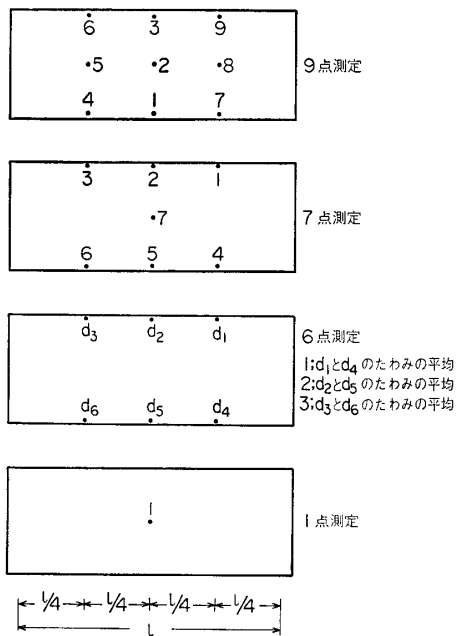 6 3 9
5 2 8 9点測定
4 1 7
3 2 1
7 7点測定
6 5 4
d₃ d₂ d₁ 6点測定
1;d₁とd₄のたわみの平均
2;d₂とd₅のたわみの平均
3;d₃とd₆のたわみの平均
d₆ d₅ d₄
1 1点測定
l/4 l/4 l/4 l/4
l